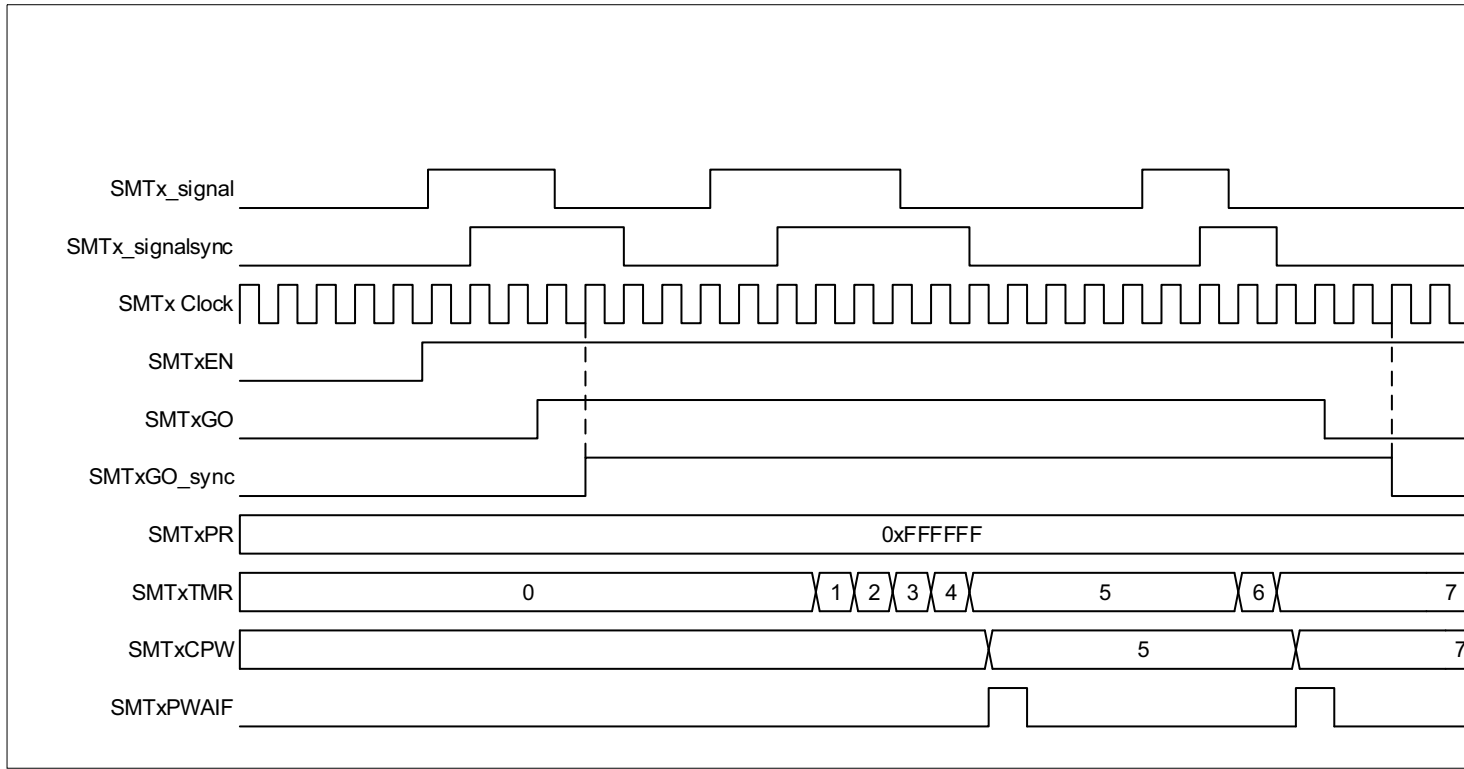 SMTx_signal
SMTx_signalsync
SMTx Clock
SMTxEN
SMTxGO
SMTxGO_sync
SMTxPR 0xFFFFFF
SMTxTMR 0 1 2 3 4 5 6 7
SMTxCPW 5 7
SMTxPWAIF